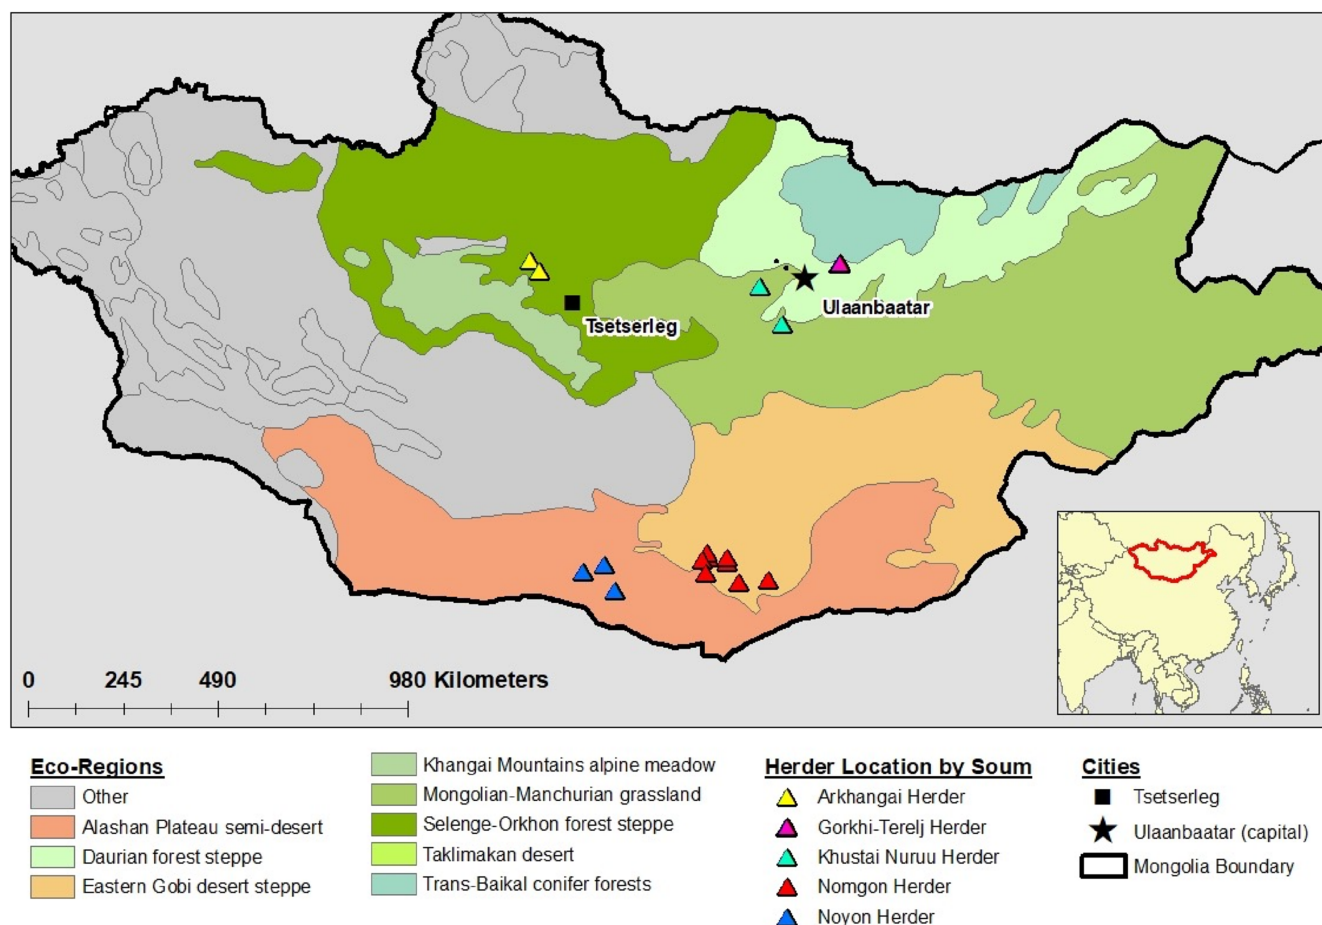 Tsetserleg
Ulaanbaatar
0 245 490 980 Kilometers
Eco-Regions
Other
Alashan Plateau semi-desert
Daurian forest steppe
Eastern Gobi desert steppe
Khangai Mountains alpine meadow
Mongolian-Manchurian grassland
Selenge-Orkhon forest steppe
Taklimakan desert
Trans-Baikal conifer forests
Herder Location by Soum
Arkhangai Herder
Gorkhi-Terelj Herder
Khustai Nuruu Herder
Nomgon Herder
Noyon Herder
Cities
Tsetserleg
Ulaanbaatar (capital)
Mongolia Boundary